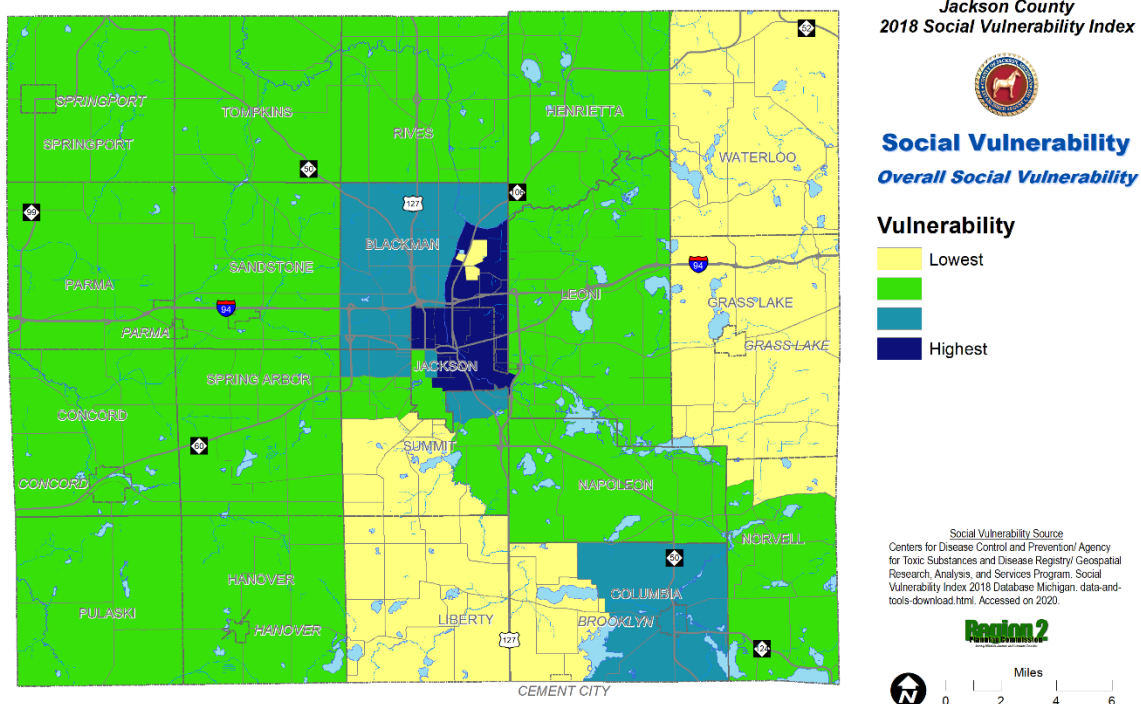 Jackson County
2018 Social Vulnerability Index
Social Vulnerability
Overall Social Vulnerability
Vulnerability
Lowest
Highest
52
SPRINGPORT
TOMPKINS
HENRIETTA
RIVES
SPRINGPORT
WATERLOO
50
106
99
127
BLACKMAN
SANDSTONE
94
PARMA
LEONI
GRASS LAKE
94
PARMA
GRASS LAKE
JACKSON
SPRING ARBOR
CONCORD
60
SUMMIT
CONCORD
NAPOLEON
NORVELL
50
HANOVER
COLUMBIA
PULASKI
LIBERTY
BROOKLYN
HANOVER
127
124
CEMENT CITY
Social Vulnerability Source
Centers for Disease Control and Prevention/ Agency
for Toxic Substances and Disease Registry/ Geospatial
Research, Analysis, and Services Program. Social
Vulnerability Index 2018 Database Michigan. data-and-
tools-download.html. Accessed on 2020.
Region 2
Planning Commission
N
Miles
0 1 2 4 6